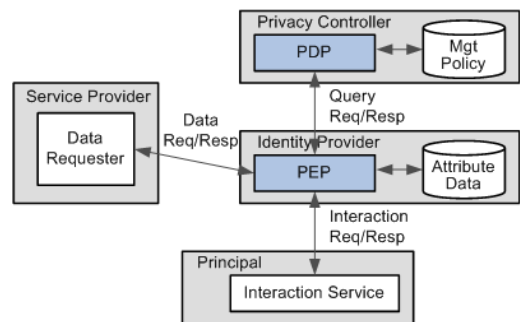 Privacy Controller
PDP
Mgt
Policy
Service Provider
Data
Requester
Data
Req/Resp
Query
Req/Resp
Identity Provider
PEP
Attribute
Data
Interaction
Req/Resp
Principal
Interaction Service